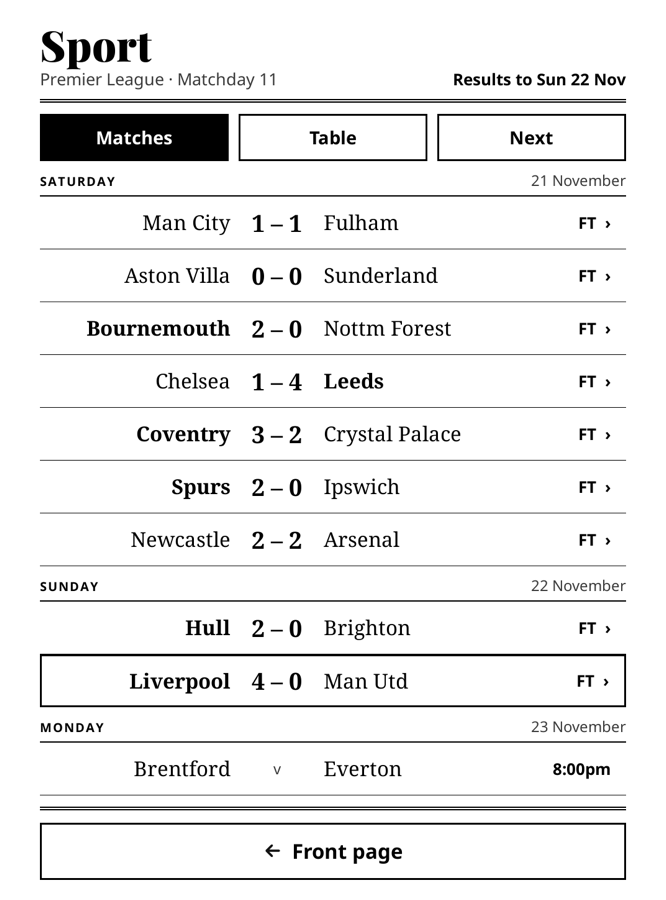 Sport
Premier League · Matchday 11 Results to Sun 22 Nov
Matches Table Next
SATURDAY 21 November
Man City 1 – 1 Fulham FT ›
Aston Villa 0 – 0 Sunderland FT ›
Bournemouth 2 – 0 Nottm Forest FT ›
Chelsea 1 – 4 Leeds FT ›
Coventry 3 – 2 Crystal Palace FT ›
Spurs 2 – 0 Ipswich FT ›
Newcastle 2 – 2 Arsenal FT ›
SUNDAY 22 November
Hull 2 – 0 Brighton FT ›
Liverpool 4 – 0 Man Utd FT ›
MONDAY 23 November
Brentford v Everton 8:00pm
← Front page